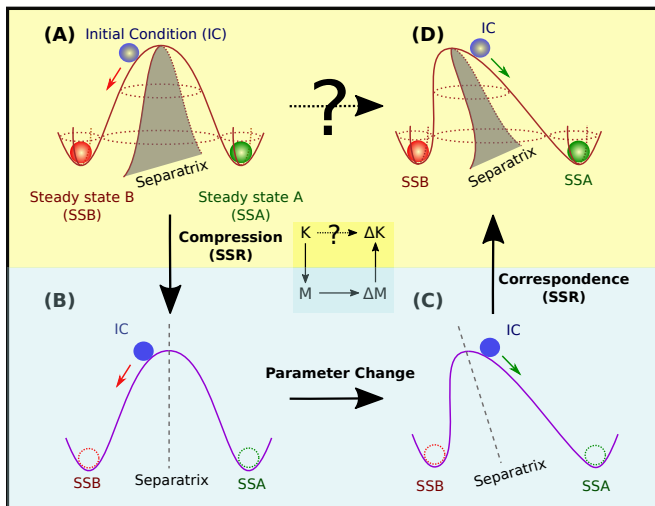 (A)
Initial Condition (IC)
(D)
IC
?
Separatrix
Separatrix
Steady state B
(SSB)
Steady state A
(SSA)
SSB
SSA
Compression
(SSR)
K ? ΔK
M ΔM
Correspondence
(SSR)
(B)
IC
(C)
IC
Parameter Change
SSB
Separatrix
SSA
SSB
Separatrix
SSA